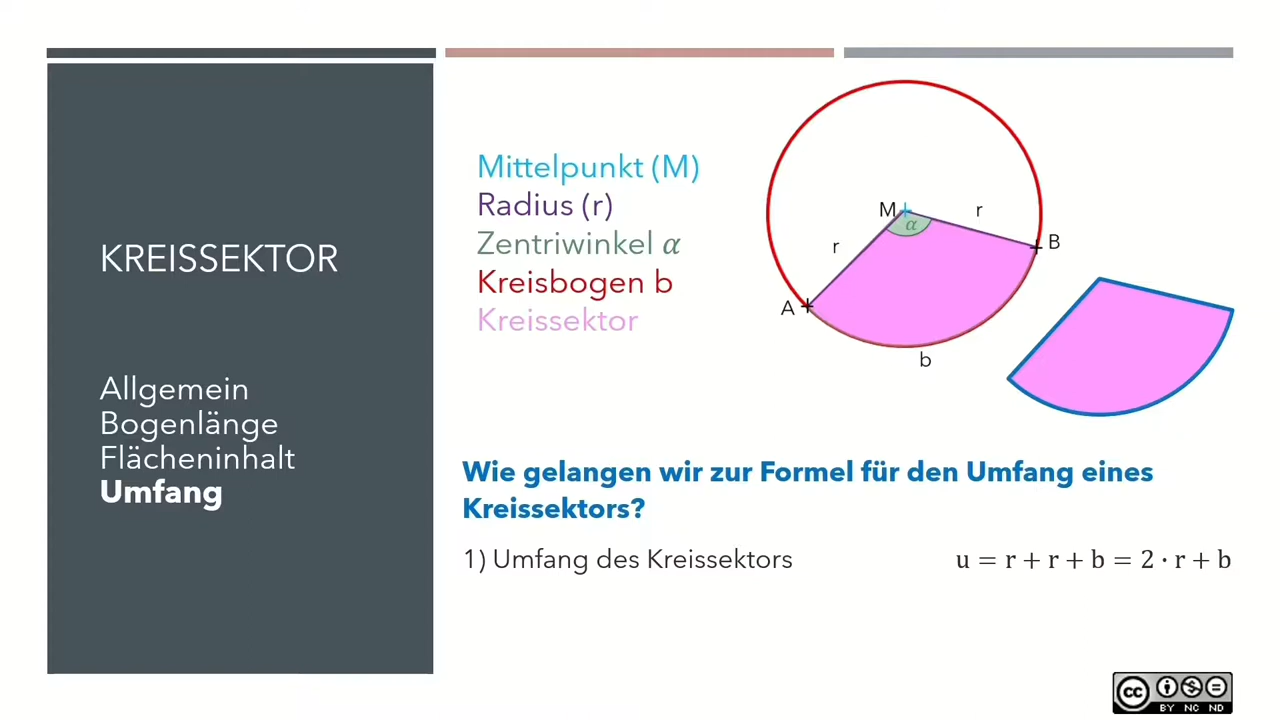 KREISSEKTOR
Allgemein
Bogenlänge
Flächeninhalt
Umfang
Mittelpunkt (M)
Radius (r)
Zentriwinkel α
Kreisbogen b
Kreissektor
M
r
α
r
B
A
b
Wie gelangen wir zur Formel für den Umfang eines
Kreissektors?
1) Umfang des Kreissektors
u = r + r + b = 2 · r + b
cc
BY NC ND